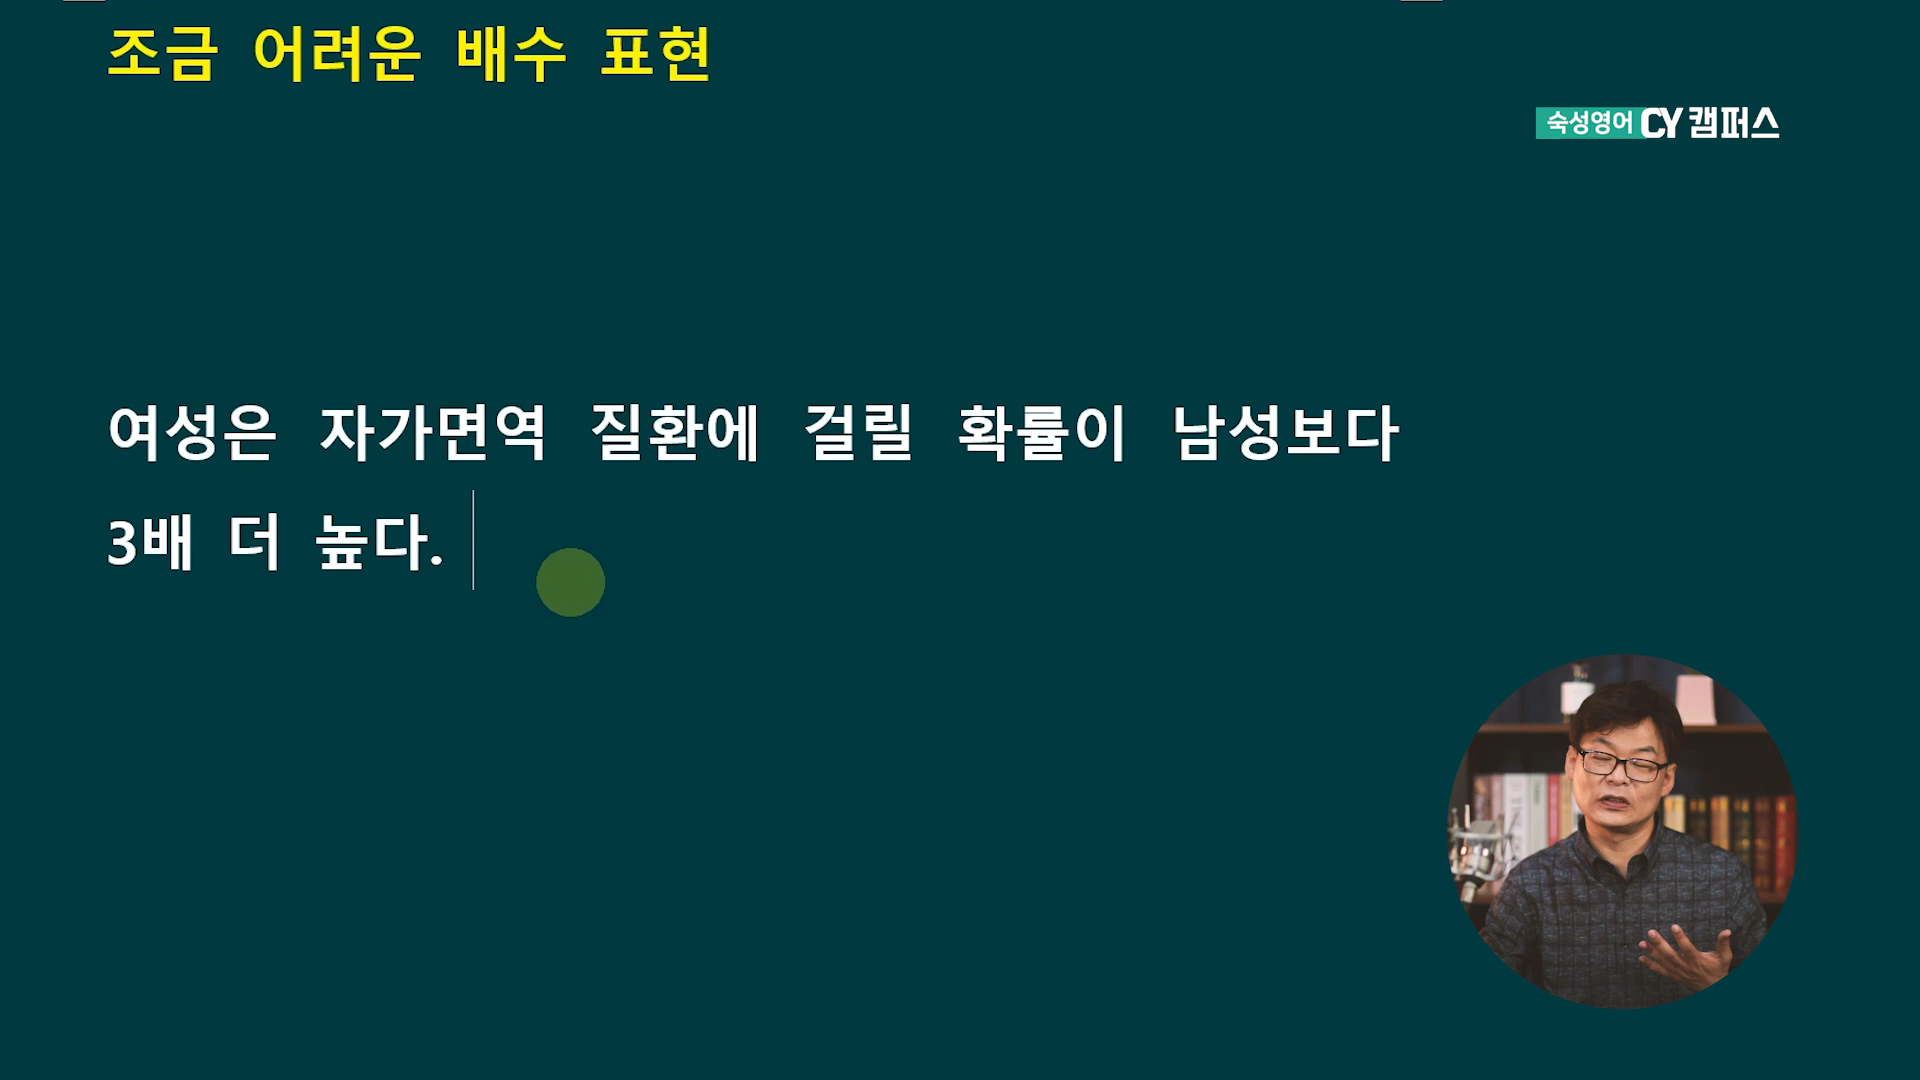 조금 어려운 배수 표현
숙성영어 CY캠퍼스
여성은 자가면역 질환에 걸릴 확률이 남성보다
3배 더 높다.